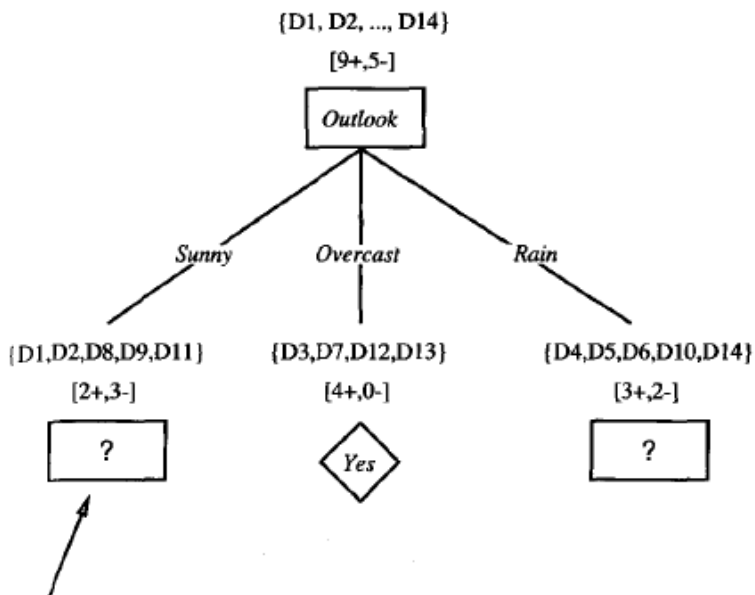 {D1, D2, ..., D14}
[9+,5-]
Outlook
Sunny Overcast Rain
{D1,D2,D8,D9,D11} {D3,D7,D12,D13} {D4,D5,D6,D10,D14}
[2+,3-] [4+,0-] [3+,2-]
? Yes ?